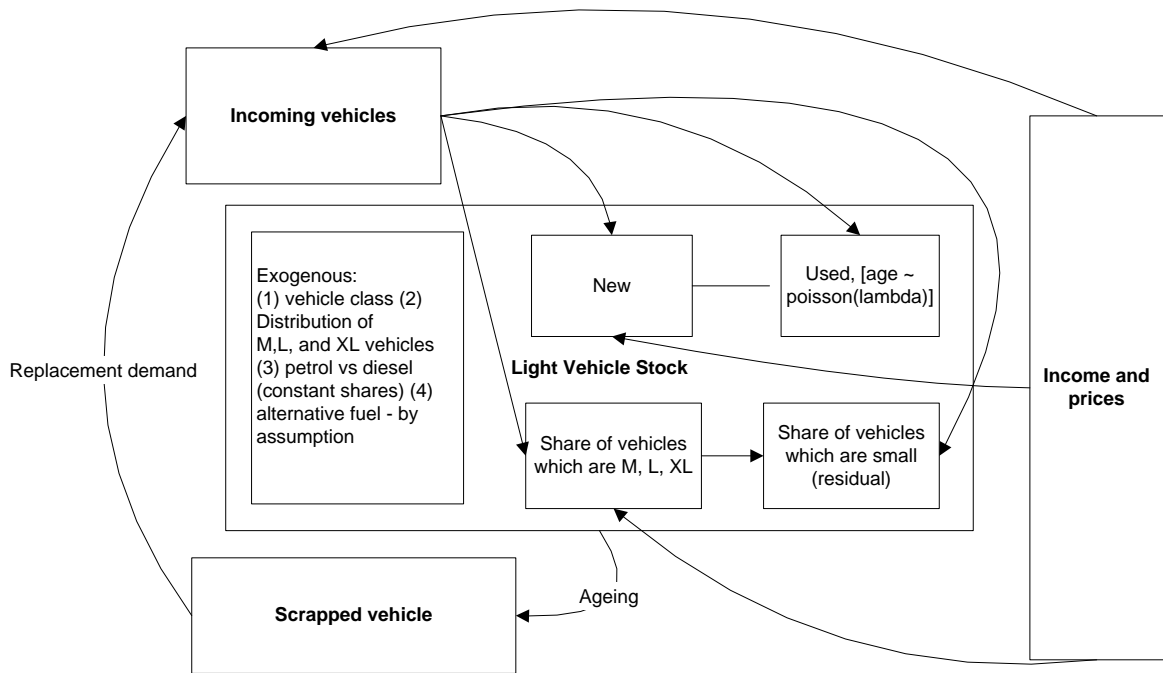 Incoming vehicles
Exogenous:
(1) vehicle class (2)
Distribution of
M,L, and XL vehicles
(3) petrol vs diesel
(constant shares) (4)
alternative fuel - by
assumption
New
Used, [age ~
poisson(lambda)]
Replacement demand
Light Vehicle Stock
Income and
prices
Share of vehicles
which are M, L, XL
Share of vehicles
which are small
(residual)
Ageing
Scrapped vehicle